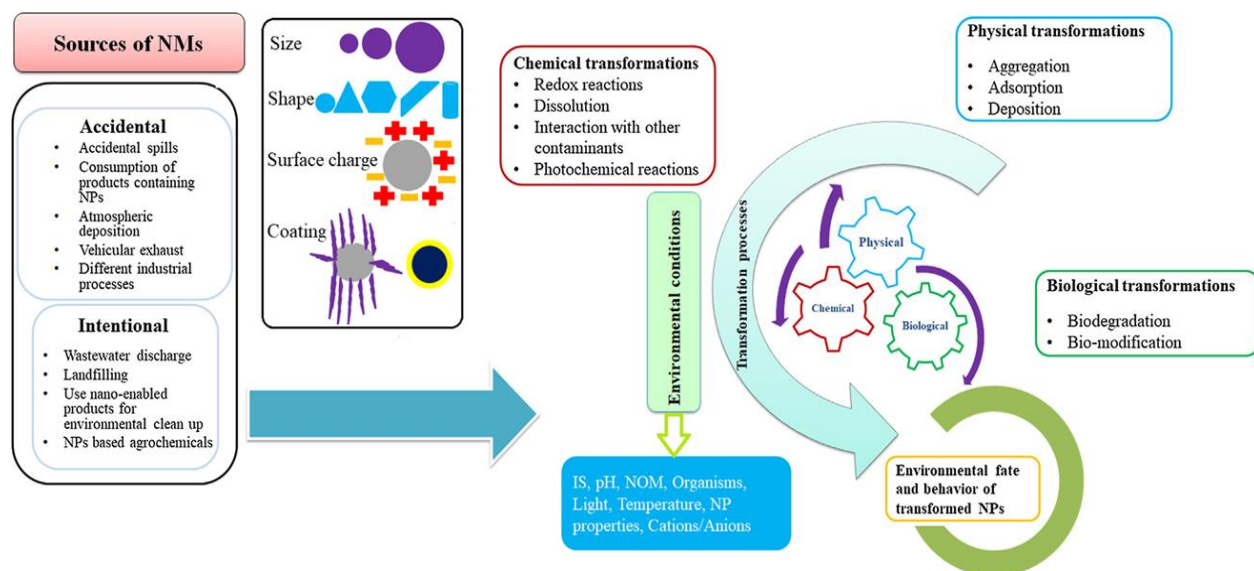 Sources of NMs
Accidental
• Accidental spills
• Consumption of
products containing
NPs
• Atmospheric
deposition
• Vehicular exhaust
• Different industrial
processes
Intentional
• Wastewater discharge
• Landfilling
• Use nano-enabled
products for
environmental clean up
• NPs based agrochemicals
Size
Shape
Surface charge
Coating
Chemical transformations
• Redox reactions
• Dissolution
• Interaction with other
contaminants
• Photochemical reactions
Environmental conditions
IS, pH, NOM, Organisms,
Light, Temperature, NP
properties, Cations/Anions
Transformation processes
Physical
Chemical
Biological
Physical transformations
• Aggregation
• Adsorption
• Deposition
Biological transformations
• Biodegradation
• Bio-modification
Environmental fate
and behavior of
transformed NPs